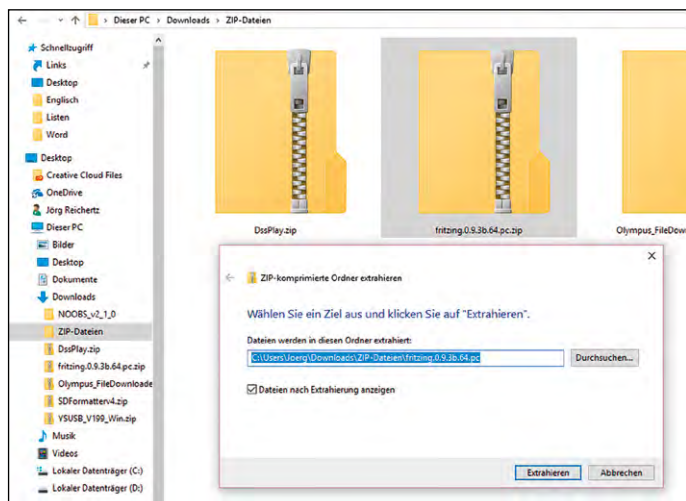 Dieser PC > Downloads > ZIP-Dateien
Schnellzugriff
Links
Desktop
Englisch
Listen
Word
Desktop
Creative Cloud Files
OneDrive
Jörg Reichertz
Dieser PC
Bilder
Desktop
Dokumente
Downloads
NOOBS_v2_1_0
ZIP-Dateien
DssPlay.zip
fritzing.0.9.3b.64.pc.zip
Olympus_FileDownloade
SDFormatterv4.zip
YSUSB_V199_Win.zip
Musik
Videos
Lokaler Datenträger (C:)
Lokaler Datenträger (D:)
DssPlay.zip
fritzing.0.9.3b.64.pc.zip
Olympus_FileDown
ZIP-komprimierte Ordner extrahieren
Wählen Sie ein Ziel aus und klicken Sie auf "Extrahieren".
Dateien werden in diesen Ordner extrahiert:
C:\Users\Joerg\Downloads\ZIP-Dateien\fritzing.0.9.3b.64.pc
Durchsuchen...
Dateien nach Extrahierung anzeigen
Extrahieren
Abbrechen